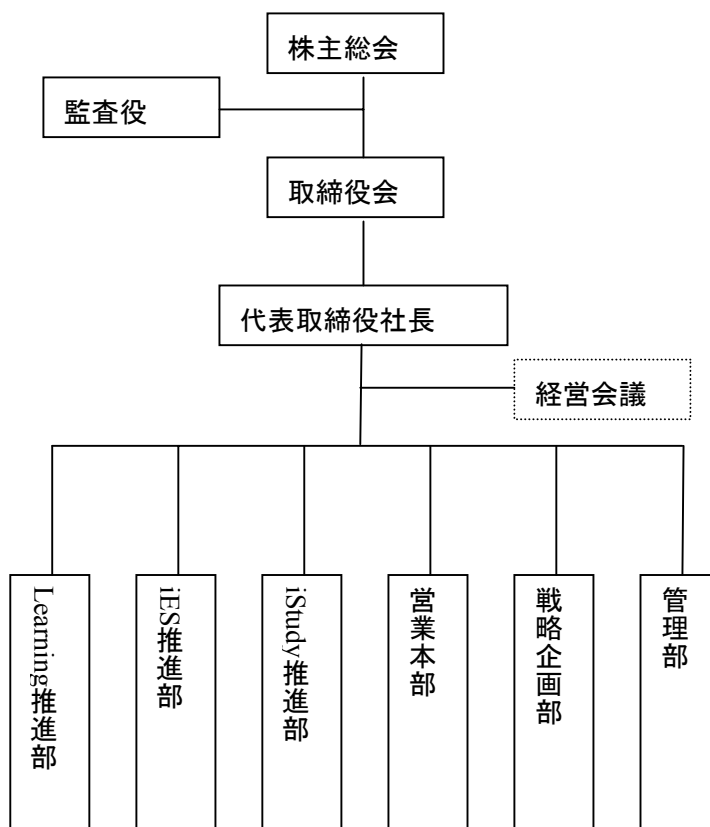 株主総会
監査役
取締役会
代表取締役社長
経営会議
Learning推進部
iES推進部
iStudy推進部
営業本部
戦略企画部
管理部